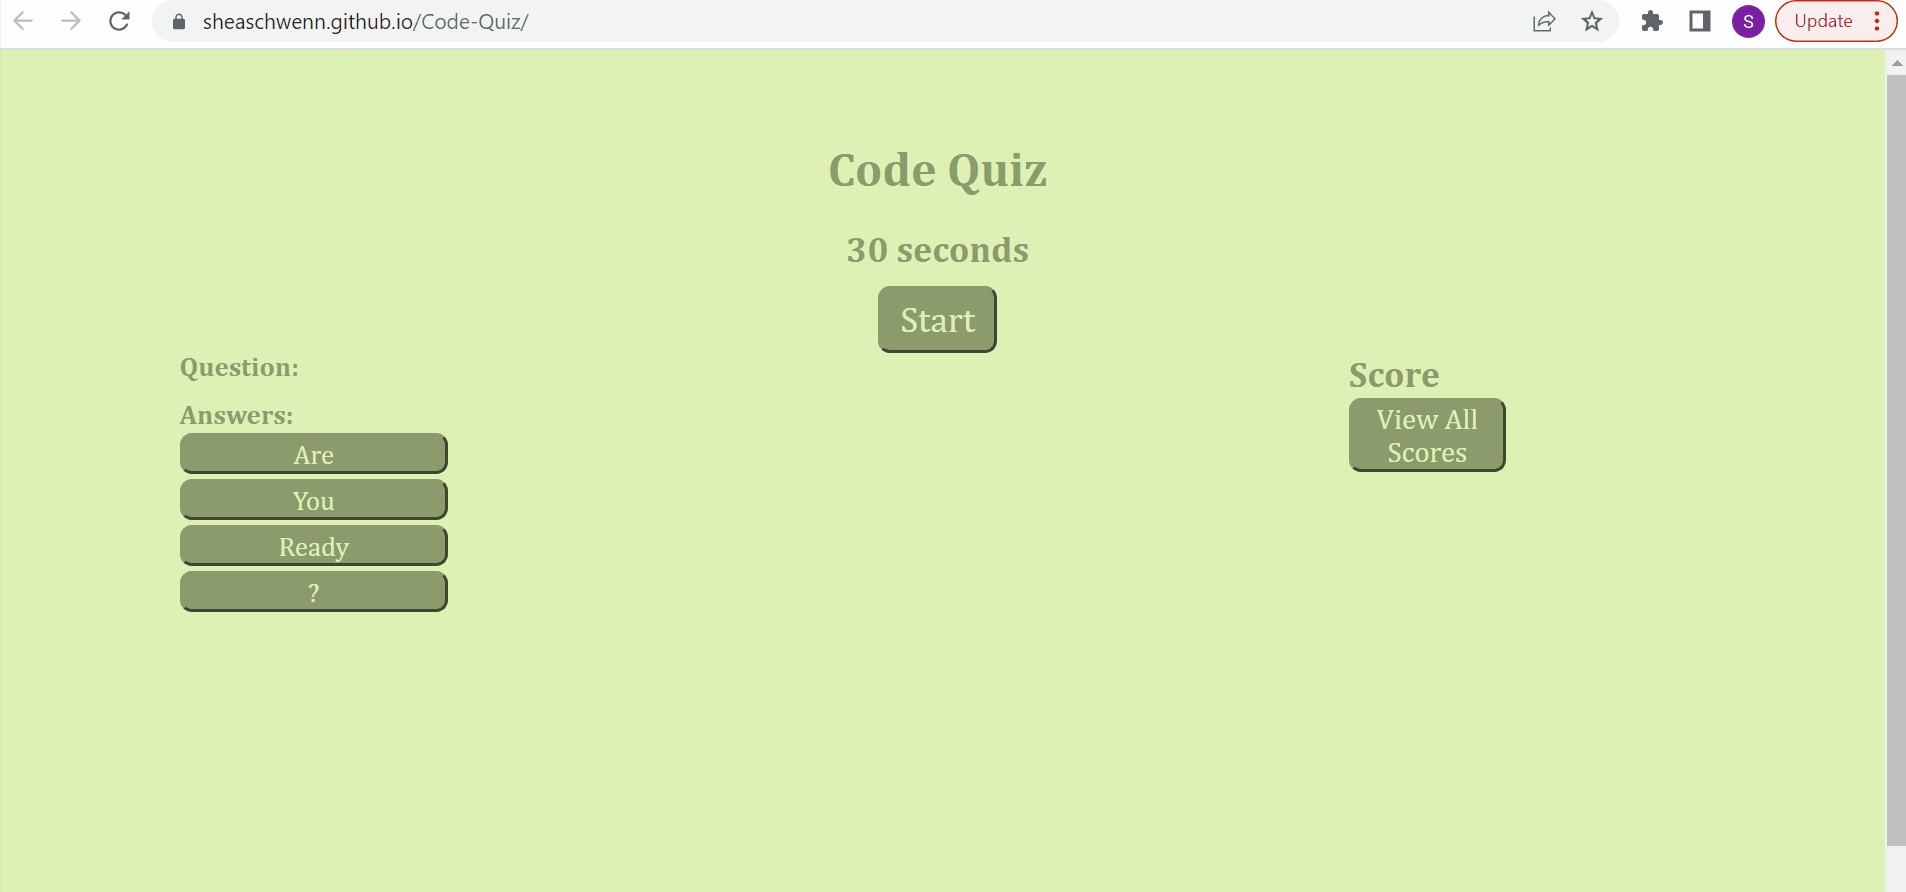 sheaschwenn.github.io/Code-Quiz/
S
Update
Code Quiz
30 seconds
Start
Question:
Answers:
Are
You
Ready
?
Score
View All
Scores